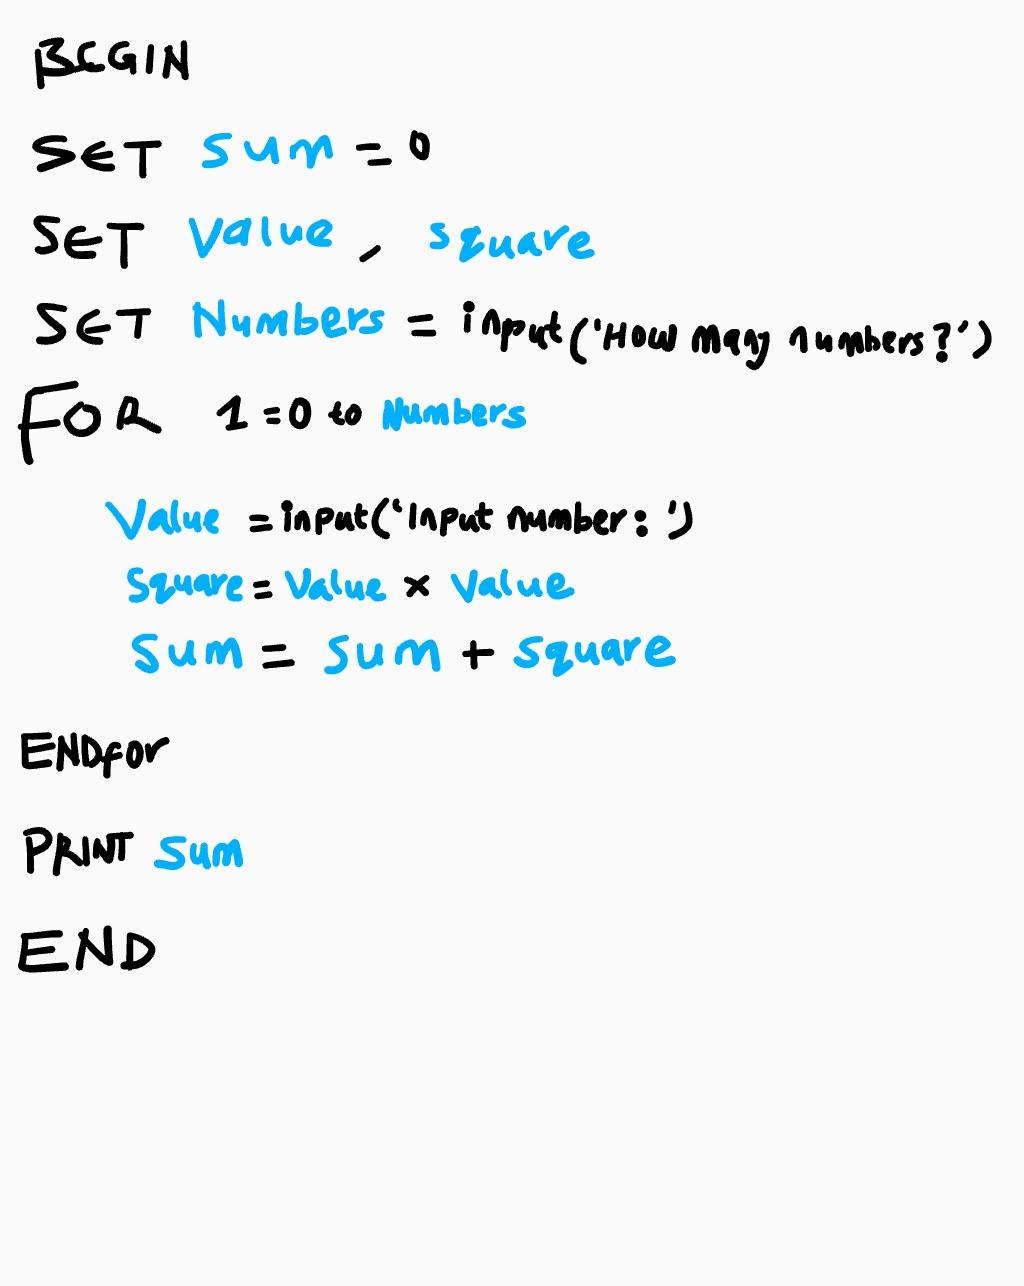 BEGIN
SET sum = 0
SET Value, square
SET Numbers = input('How many numbers?')
FOR 1 = 0 to Numbers
Value = input('Input number: ')
Square = Value × Value
Sum = Sum + Square
ENDfor
PRINT Sum
END